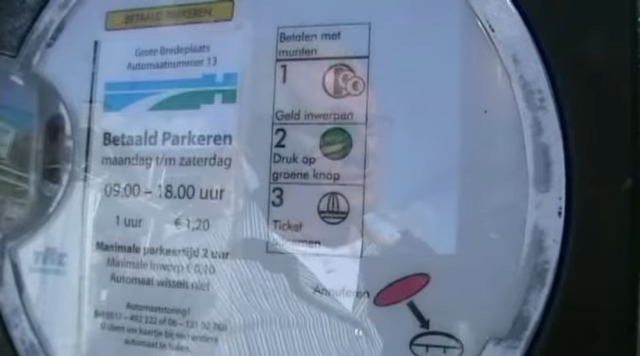 BETAALD PARKEREN
Grote Bredeplaats
Automaatnummer 13
Betaald Parkeren
maandag t/m zaterdag
09.00 – 18.00 uur
1 uur € 1,20
Maximale parkeertijd 2 uur
Maximale inworp
Automaat wisselt niet
Automaatstoring?
Betalen met
munten
1
Geld inwerpen
2
Druk op
groene knop
3
Ticket
Annuleren